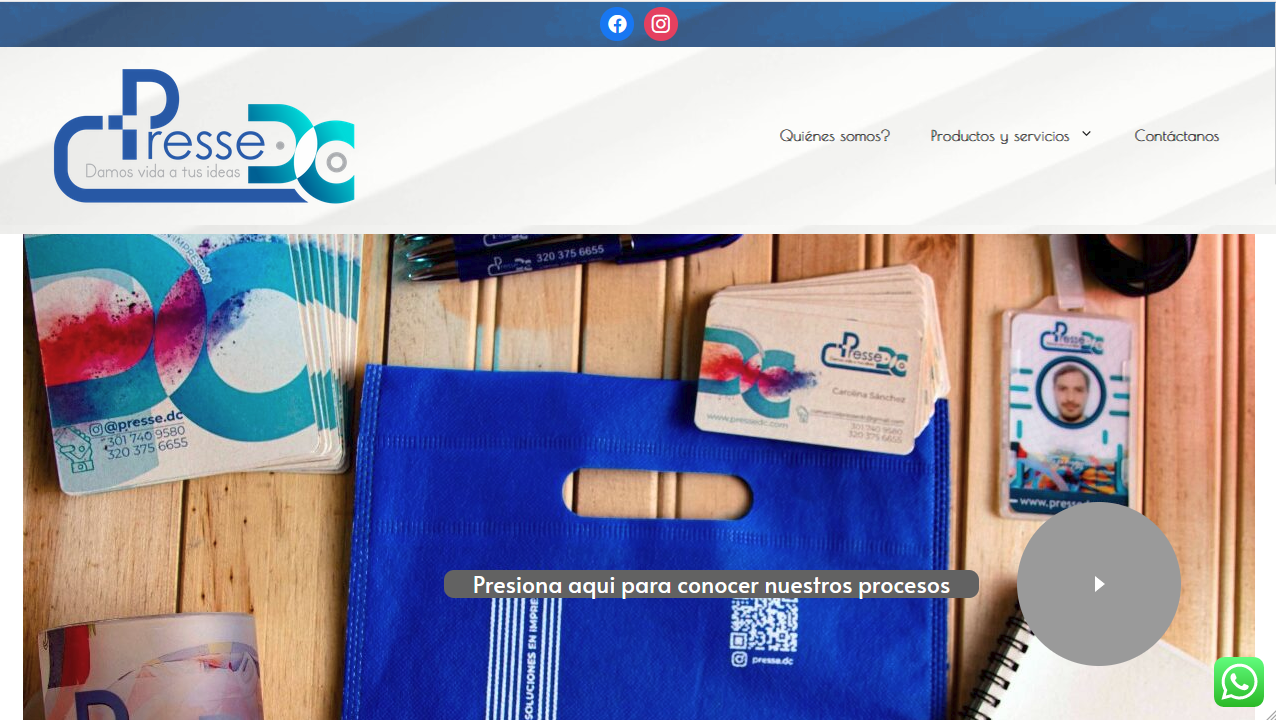 Presse DC
Damos vida a tus ideas
Quiénes somos?
Productos y servicios
Contáctanos
320 375 6655
@presse.dc
301 740 9580
320 375 6655
Presse DC
Carolina Sánchez
www.pressedc.com
301 740 9580
320 375 6655
Presse DC
www.presse
Presiona aqui para conocer nuestros procesos
SOLUCIONES EN IMPRE
presse.dc